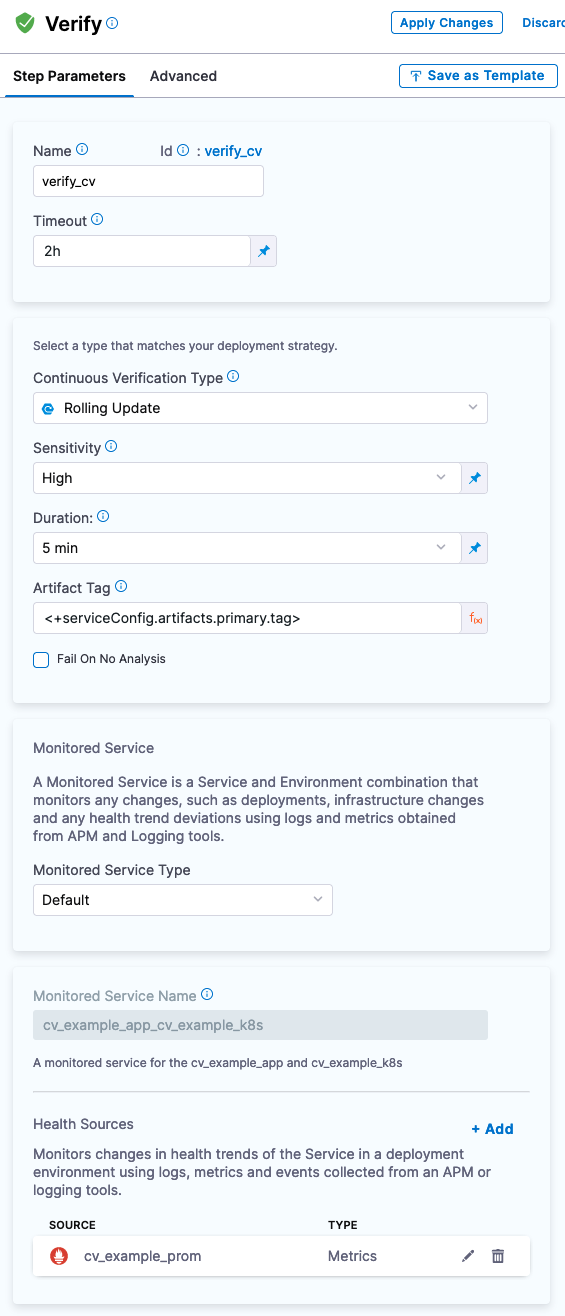 Verify
Apply Changes
Discard
Step Parameters
Advanced
Save as Template
Name
Id : verify_cv
verify_cv
Timeout
2h
Select a type that matches your deployment strategy.
Continuous Verification Type
Rolling Update
Sensitivity
High
Duration:
5 min
Artifact Tag
<+serviceConfig.artifacts.primary.tag>
f(x)
Fail On No Analysis
Monitored Service
A Monitored Service is a Service and Environment combination that
monitors any changes, such as deployments, infrastructure changes
and any health trend deviations using logs and metrics obtained
from APM and Logging tools.
Monitored Service Type
Default
Monitored Service Name
cv_example_app_cv_example_k8s
A monitored service for the cv_example_app and cv_example_k8s
Health Sources
+ Add
Monitors changes in health trends of the Service in a deployment
environment using logs, metrics and events collected from an APM or
logging tools.
SOURCE
TYPE
cv_example_prom
Metrics